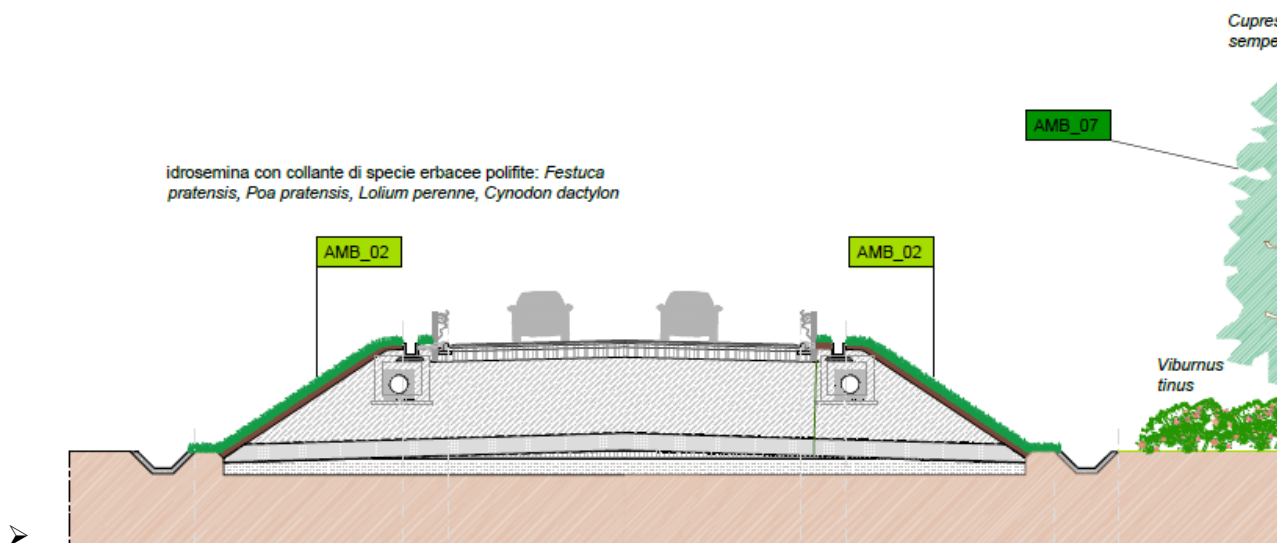 Cupres
sempe
AMB_07
idrosemina con collante di specie erbacee polifite: Festuca
pratensis, Poa pratensis, Lolium perenne, Cynodon dactylon
AMB_02
AMB_02
Viburnus
tinus